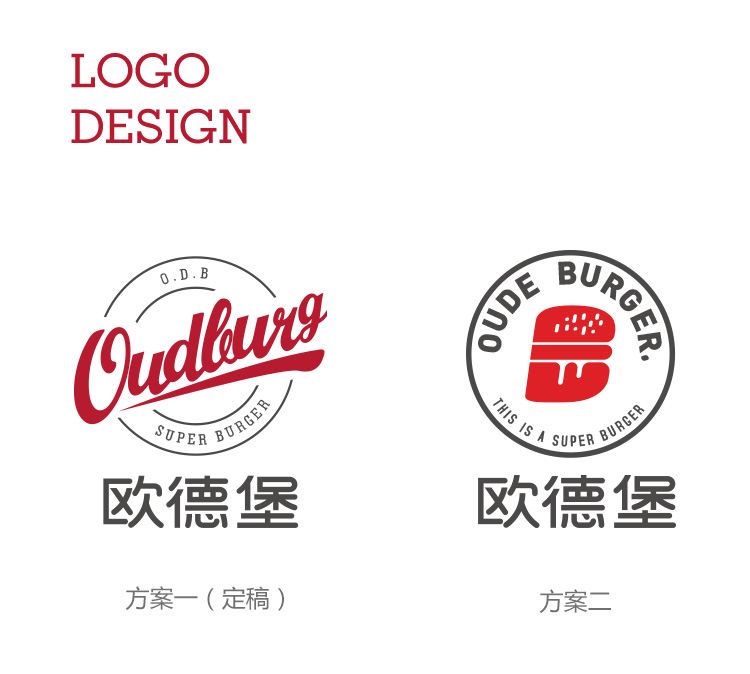 LOGO
DESIGN
O.D.B
Oudburg
SUPER BURGER
欧德堡
方案一（定稿）
OUDE BURGER.
THIS IS A SUPER BURGER
欧德堡
方案二